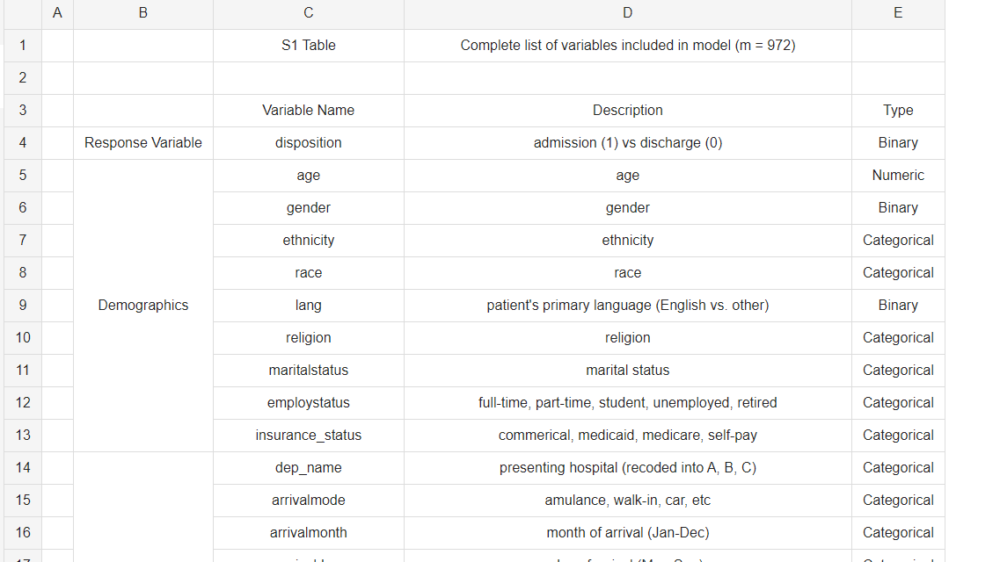 A B C D E
1 S1 Table Complete list of variables included in model (m = 972)
2
3 Variable Name Description Type
4 Response Variable disposition admission (1) vs discharge (0) Binary
5 age age Numeric
6 gender gender Binary
7 ethnicity ethnicity Categorical
8 race race Categorical
9 Demographics lang patient's primary language (English vs. other) Binary
10 religion religion Categorical
11 maritalstatus marital status Categorical
12 employstatus full-time, part-time, student, unemployed, retired Categorical
13 insurance_status commerical, medicaid, medicare, self-pay Categorical
14 dep_name presenting hospital (recoded into A, B, C) Categorical
15 arrivalmode amulance, walk-in, car, etc Categorical
16 arrivalmonth month of arrival (Jan-Dec) Categorical